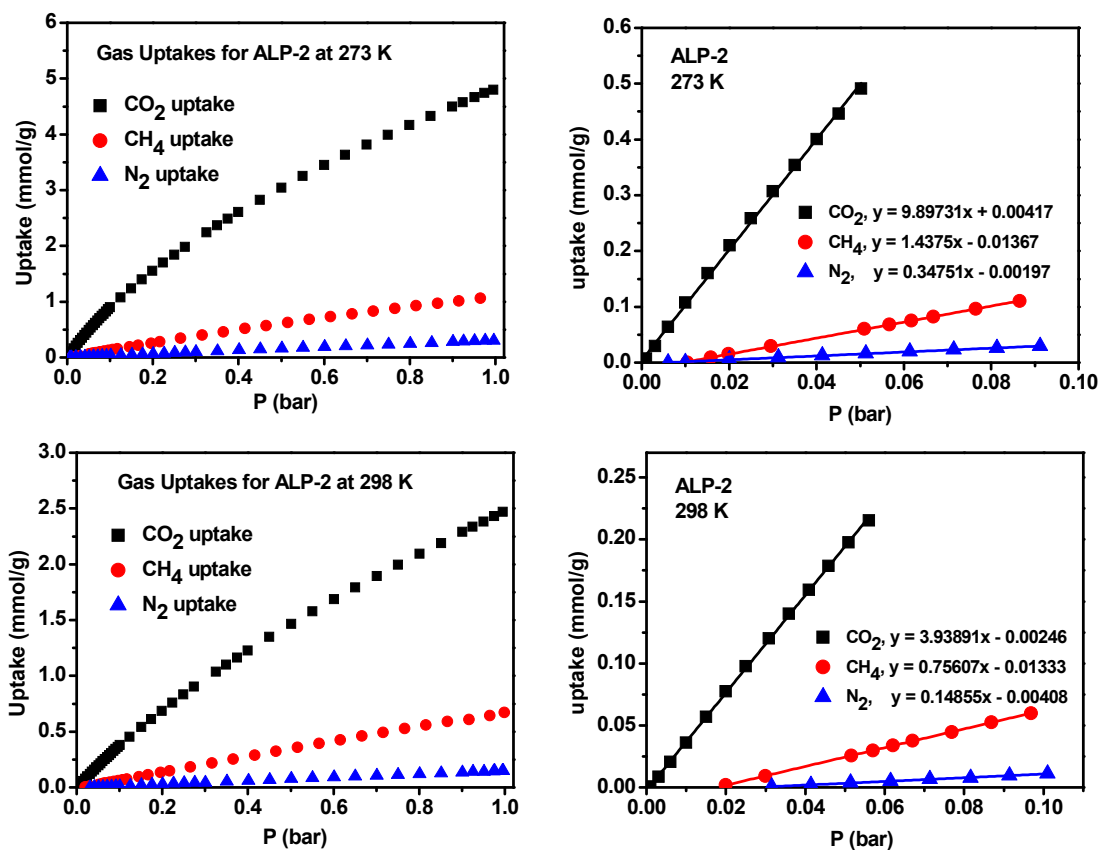 Gas Uptakes for ALP-2 at 273 K
CO2 uptake
CH4 uptake
N2 uptake
Uptake (mmol/g)
6
5
4
3
2
1
0
0.0 0.2 0.4 0.6 0.8 1.0
P (bar)
ALP-2
273 K
CO2, y = 9.89731x + 0.00417
CH4, y = 1.4375x - 0.01367
N2, y = 0.34751x - 0.00197
uptake (mmol/g)
0.6
0.5
0.4
0.3
0.2
0.1
0.0
0.00 0.02 0.04 0.06 0.08 0.10
P (bar)
Gas Uptakes for ALP-2 at 298 K
CO2 uptake
CH4 uptake
N2 uptake
Uptake (mmol/g)
3.0
2.5
2.0
1.5
1.0
0.5
0.0
0.0 0.2 0.4 0.6 0.8 1.0
P (bar)
ALP-2
298 K
CO2, y = 3.93891x - 0.00246
CH4, y = 0.75607x - 0.01333
N2, y = 0.14855x - 0.00408
uptake (mmol/g)
0.25
0.20
0.15
0.10
0.05
0.00
0.00 0.02 0.04 0.06 0.08 0.10
P (bar)